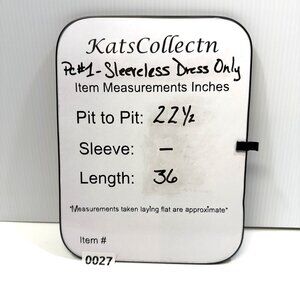 KatsCollectn
Pc#1-Sleeveless Dress Only
Item Measurements Inches
Pit to Pit: 22½
Sleeve: —
Length: 36
*Measurements taken laying flat are approximate*
Item #
0027